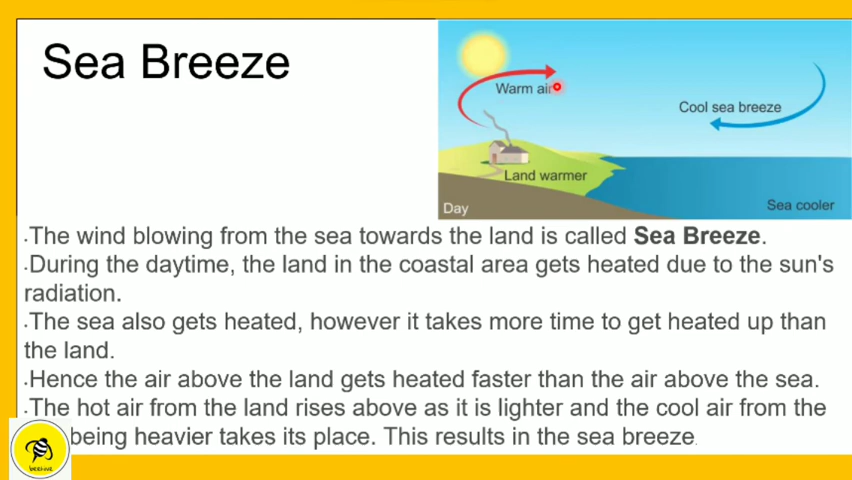 Sea Breeze
Warm air
Cool sea breeze
Land warmer
Day
Sea cooler
.The wind blowing from the sea towards the land is called Sea Breeze.
.During the daytime, the land in the coastal area gets heated due to the sun's
radiation.
.The sea also gets heated, however it takes more time to get heated up than
the land.
.Hence the air above the land gets heated faster than the air above the sea.
.The hot air from the land rises above as it is lighter and the cool air from the
being heavier takes its place. This results in the sea breeze.